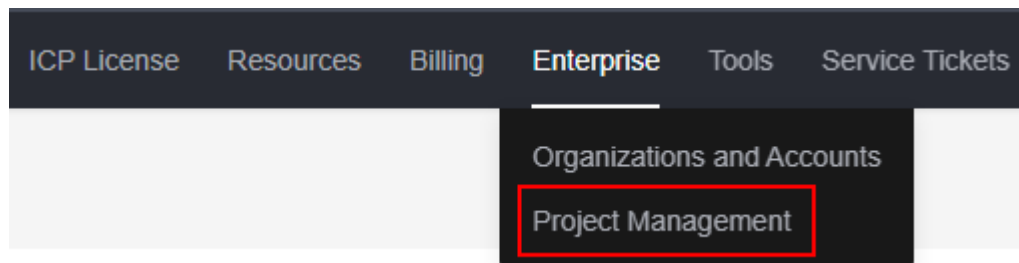 ICP License Resources Billing Enterprise Tools Service Tickets
Organizations and Accounts
Project Management